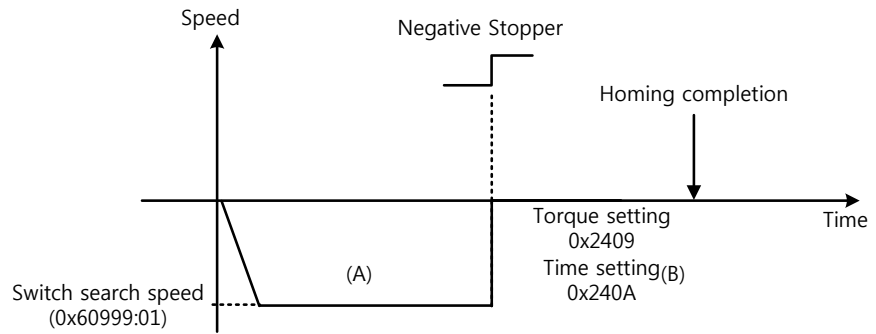 Speed
Negative Stopper
Homing completion
Time
Torque setting
0x2409
(A)
Time setting(B)
0x240A
Switch search speed
(0x60999:01)